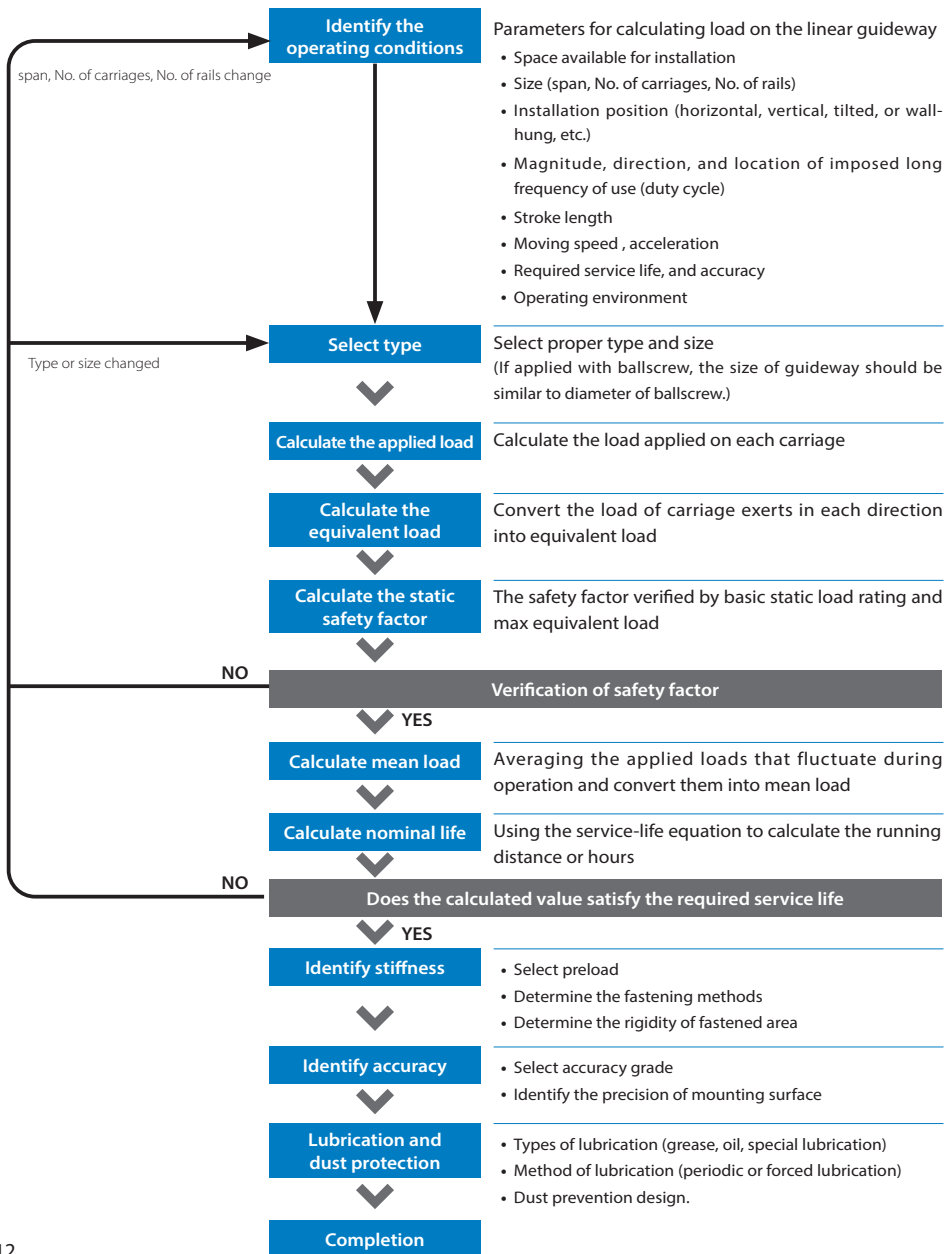 Identify the
operating conditions
Parameters for calculating load on the linear guideway
• Space available for installation
• Size (span, No. of carriages, No. of rails)
• Installation position (horizontal, vertical, tilted, or wall-
hung, etc.)
• Magnitude, direction, and location of imposed long
frequency of use (duty cycle)
• Stroke length
• Moving speed , acceleration
• Required service life, and accuracy
• Operating environment
span, No. of carriages, No. of rails change
Select type
Select proper type and size
(If applied with ballscrew, the size of guideway should be
similar to diameter of ballscrew.)
Type or size changed
Calculate the applied load
Calculate the load applied on each carriage
Calculate the
equivalent load
Convert the load of carriage exerts in each direction
into equivalent load
Calculate the static
safety factor
The safety factor verified by basic static load rating and
max equivalent load
NO
Verification of safety factor
YES
Calculate mean load
Averaging the applied loads that fluctuate during
operation and convert them into mean load
Calculate nominal life
Using the service-life equation to calculate the running
distance or hours
NO
Does the calculated value satisfy the required service life
YES
Identify stiffness
• Select preload
• Determine the fastening methods
• Determine the rigidity of fastened area
Identify accuracy
• Select accuracy grade
• Identify the precision of mounting surface
Lubrication and
dust protection
• Types of lubrication (grease, oil, special lubrication)
• Method of lubrication (periodic or forced lubrication)
• Dust prevention design.
Completion
12